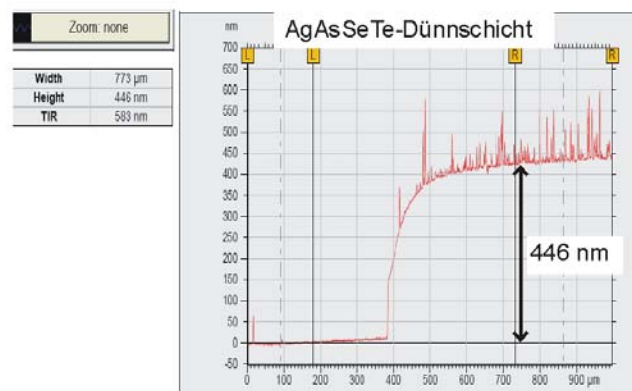 Zoom: none
Width 773 µm
Height 446 nm
TIR 583 nm
AgAsSeTe-Dünnschicht
nm
700
650
600
550
500
450
400
350
300
250
200
150
100
50
0
-50
L L R R
446 nm
0 100 200 300 400 500 600 700 800 900 µm